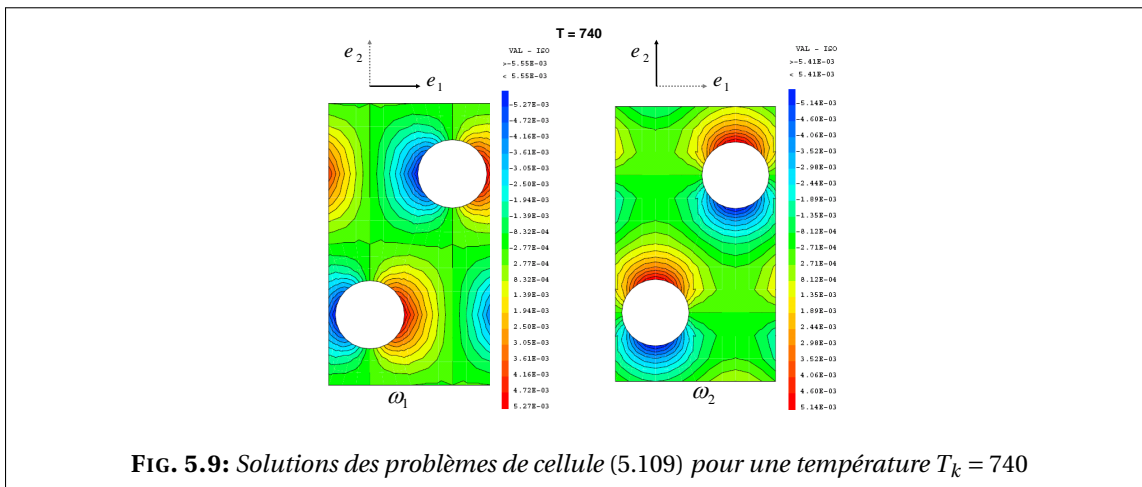 T = 740
e 2
e 1
VAL - ISO
>-5.55E-03
< 5.55E-03
-5.27E-03
-4.72E-03
-4.16E-03
-3.61E-03
-3.05E-03
-2.50E-03
-1.94E-03
-1.39E-03
-8.32E-04
-2.77E-04
2.77E-04
8.32E-04
1.39E-03
1.94E-03
2.50E-03
3.05E-03
3.61E-03
4.16E-03
4.72E-03
5.27E-03
ω1
e 2
e 1
VAL - ISO
>-5.41E-03
< 5.41E-03
-5.14E-03
-4.60E-03
-4.06E-03
-3.52E-03
-2.98E-03
-2.44E-03
-1.89E-03
-1.35E-03
-8.12E-04
-2.71E-04
2.71E-04
8.12E-04
1.35E-03
1.89E-03
2.44E-03
2.98E-03
3.52E-03
4.06E-03
4.60E-03
5.14E-03
ω2
FIG. 5.9: Solutions des problèmes de cellule (5.109) pour une température Tk = 740